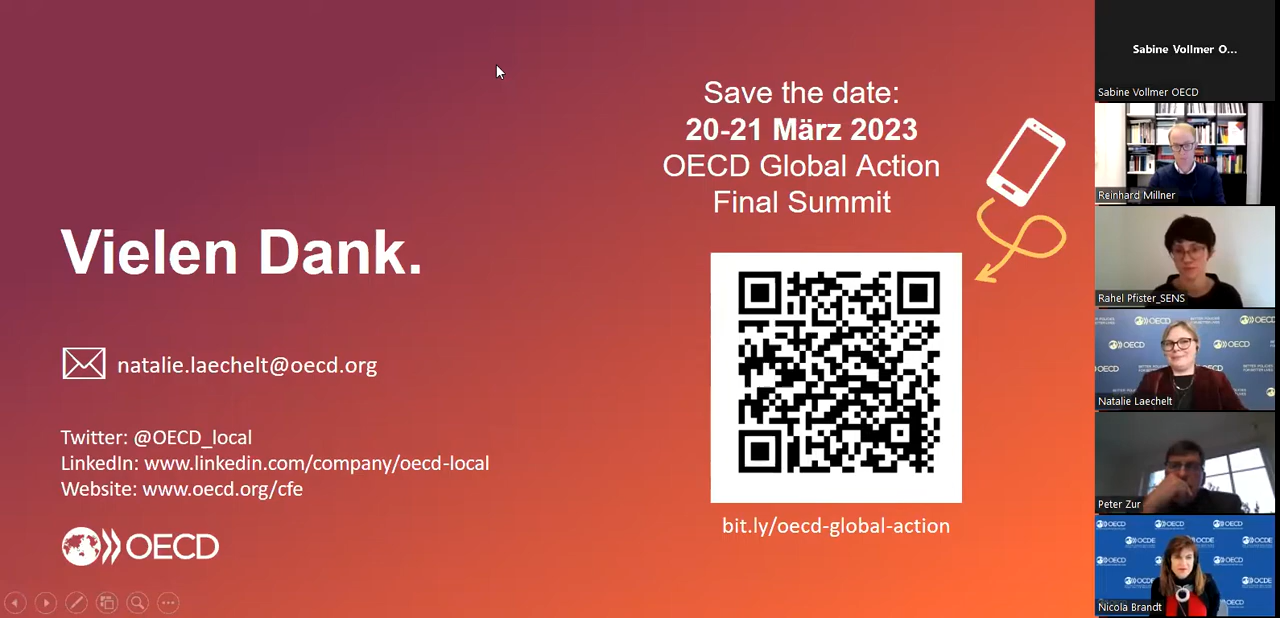 Save the date:
20-21 März 2023
OECD Global Action
Final Summit
Vielen Dank.
natalie.laechelt@oecd.org
Twitter: @OECD_local
LinkedIn: www.linkedin.com/company/oecd-local
Website: www.oecd.org/cfe
OECD
bit.ly/oecd-global-action
Sabine Vollmer O...
Sabine Vollmer OECD
Reinhard Millner
Rahel Pfister_SENS
Natalie Laechelt
Peter Zur
Nicola Brandt